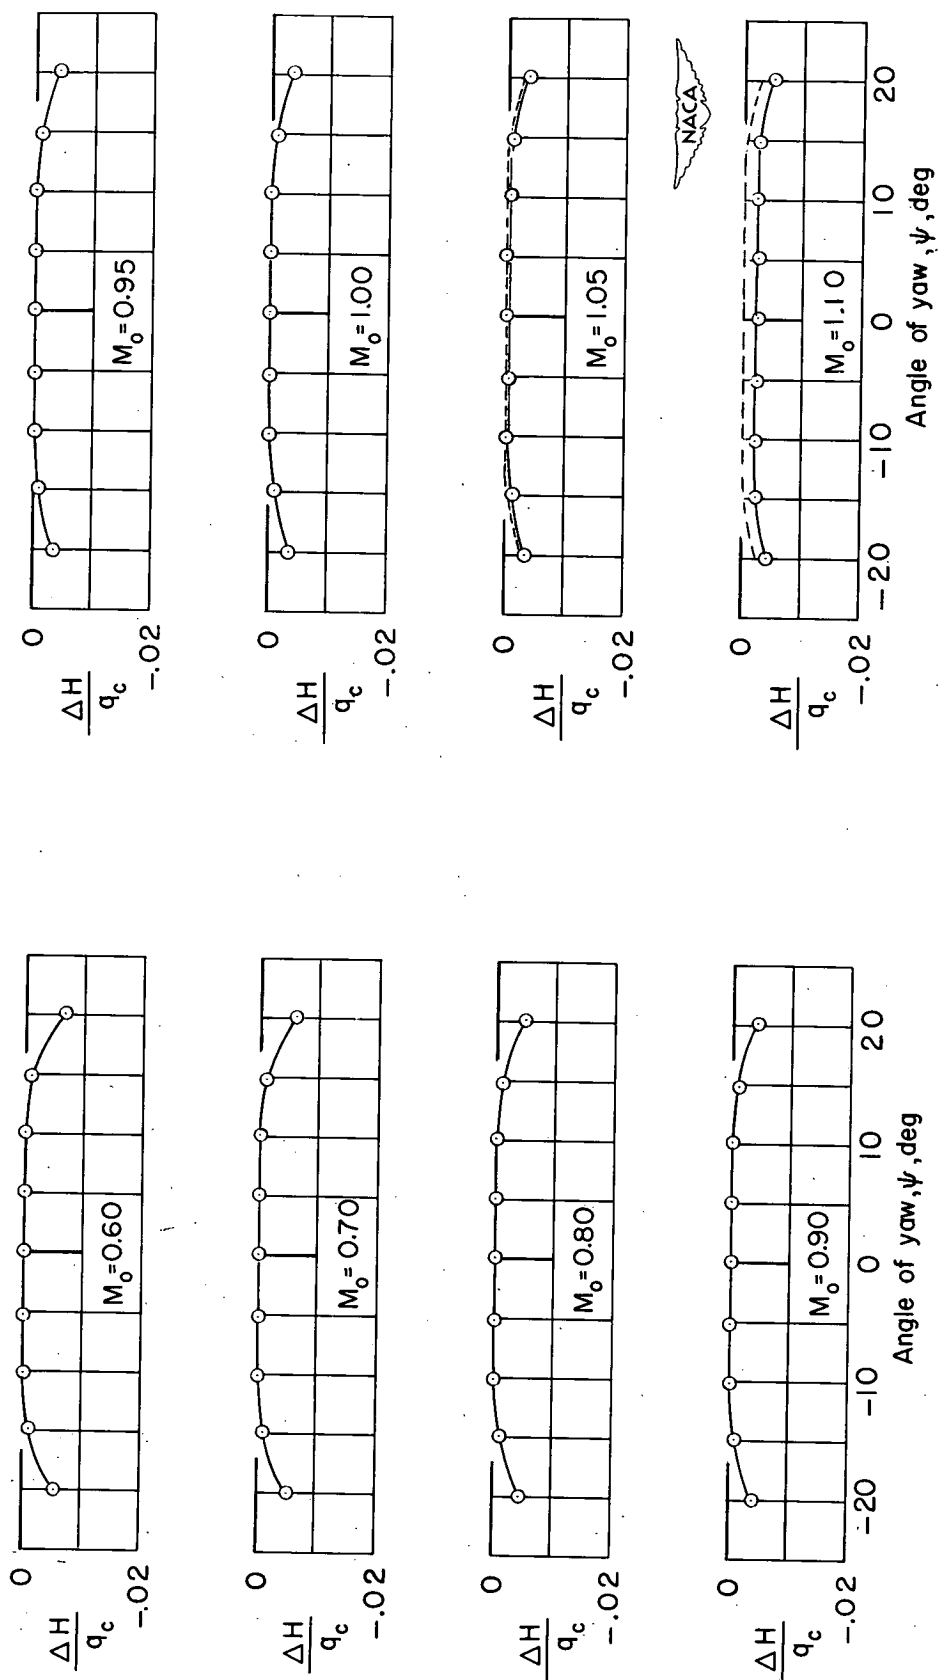 ΔH
q_c
0
-.02
M_o=0.60
ΔH
q_c
0
-.02
M_o=0.70
ΔH
q_c
0
-.02
M_o=0.80
ΔH
q_c
0
-.02
M_o=0.90
-20 -10 0 10 20
Angle of yaw, ψ, deg
ΔH
q_c
0
-.02
M_o=0.95
ΔH
q_c
0
-.02
M_o=1.00
ΔH
q_c
0
-.02
M_o=1.05
NACA
ΔH
q_c
0
-.02
M_o=1.10
-20 -10 0 10 20
Angle of yaw, ψ, deg